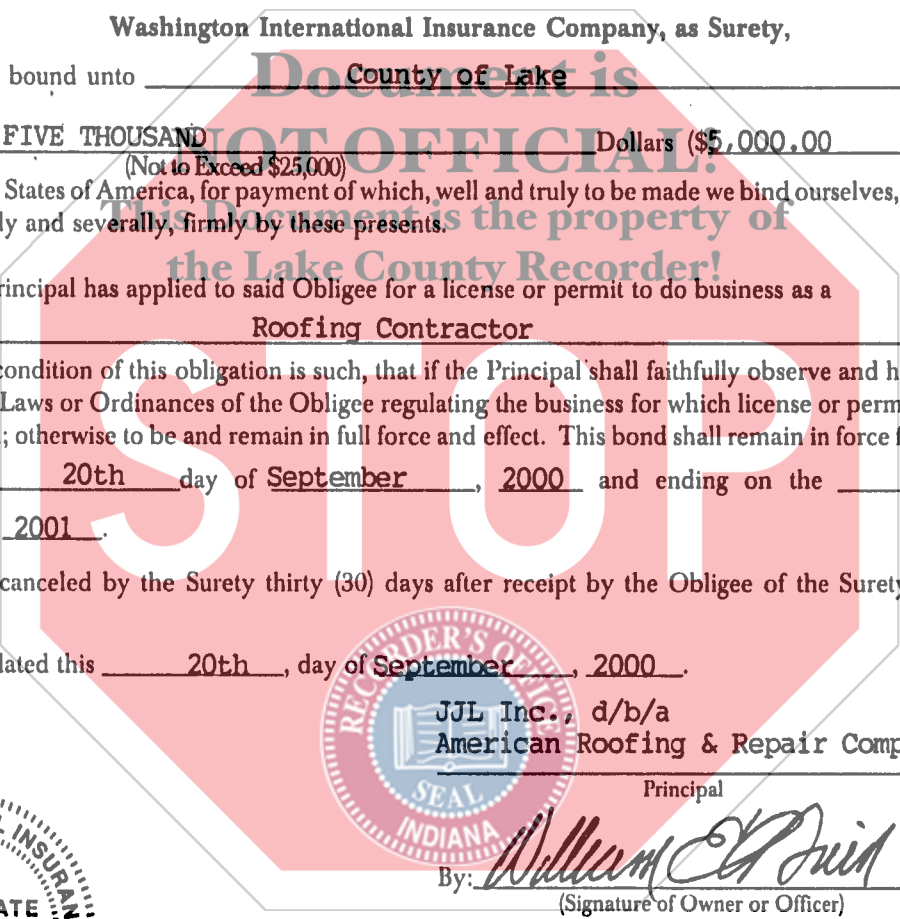 Washington International Insurance Company, as Surety,
Document is
bound unto County of Lake
FIVE THOUSAND Dollars ($5,000.00
NOT OFFICIAL!
(Not to Exceed $25,000)
States of America, for payment of which, well and truly to be made we bind ourselves,
This Document is the property of
ly and severally, firmly by these presents.
the Lake County Recorder!
rincipal has applied to said Obligee for a license or permit to do business as a
Roofing Contractor
STOP
condition of this obligation is such, that if the Principal shall faithfully observe and h
Laws or Ordinances of the Obligee regulating the business for which license or perm
; otherwise to be and remain in full force and effect. This bond shall remain in force f
20th day of September, 2000 and ending on the
2001.
canceled by the Surety thirty (30) days after receipt by the Obligee of the Surety
dated this 20th, day of September, 2000.
RECORDER'S OFFICE
SEAL
INDIANA
JJL Inc., d/b/a
American Roofing & Repair Comp
Principal
By: William
(Signature of Owner or Officer)
INSURAN
ATE